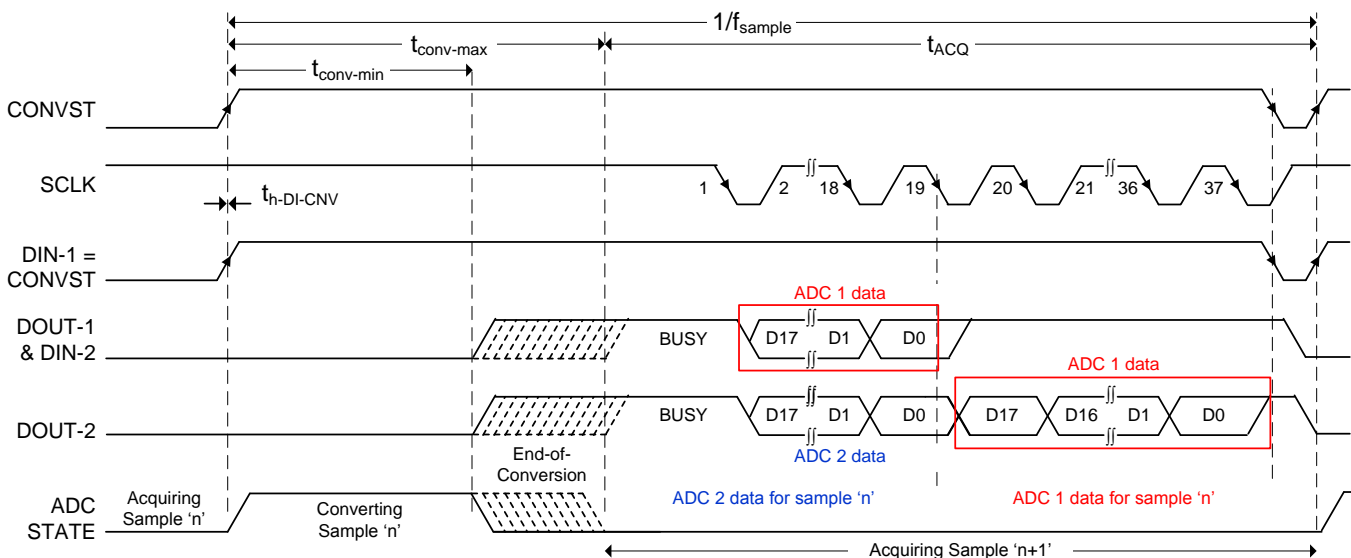 1/fsample
tconv-max
tACQ
tconv-min
CONVST
SCLK
1 2 18 19 20 21 36 37
th-DI-CNV
DIN-1 =
CONVST
ADC 1 data
DOUT-1
& DIN-2
BUSY D17 D1 D0
ADC 1 data
DOUT-2
BUSY D17 D1 D0 D17 D16 D1 D0
End-of-
Conversion
ADC 2 data
ADC
STATE
Acquiring
Sample ‘n’
Converting
Sample ‘n’
ADC 2 data for sample ‘n’
ADC 1 data for sample ‘n’
Acquiring Sample ‘n+1’